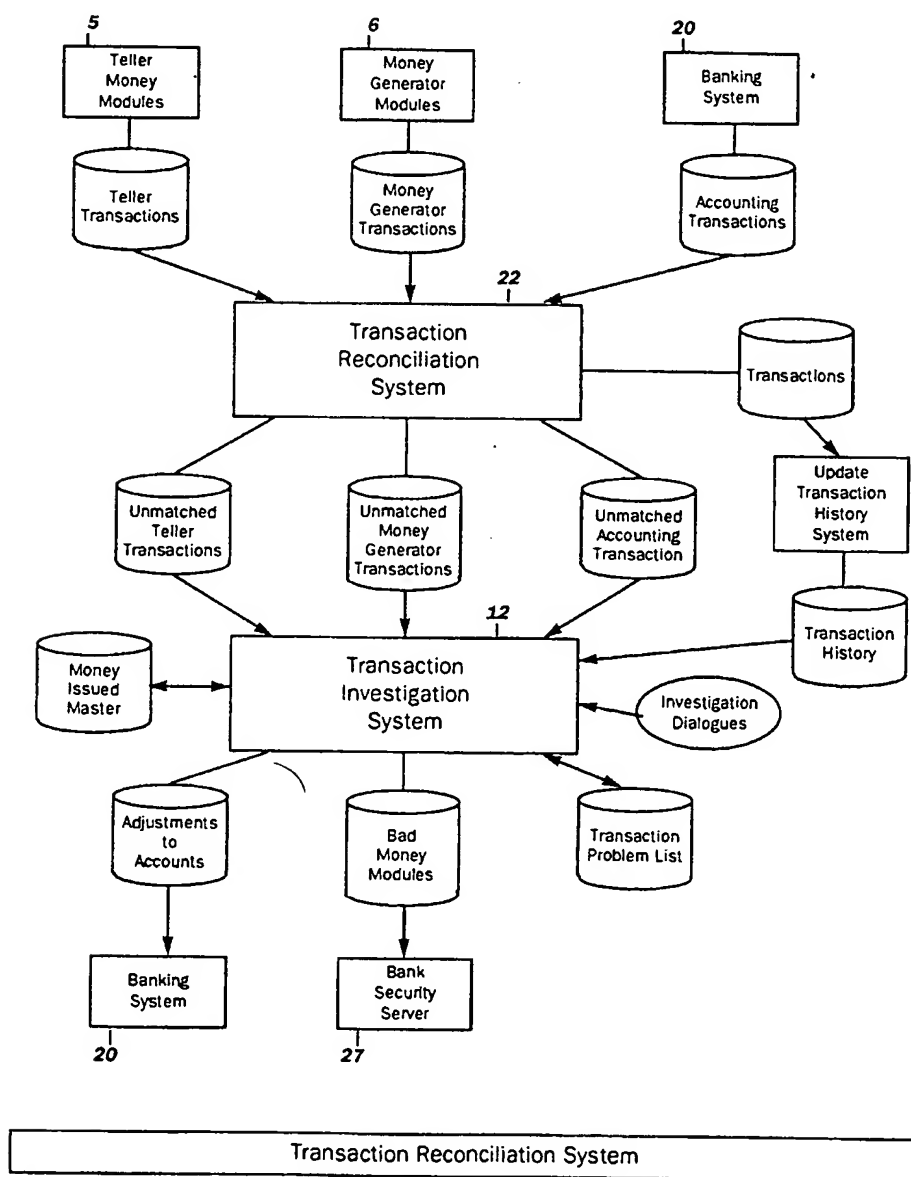 5
6
20
Teller
Money
Modules
Money
Generator
Modules
Banking
System
Teller
Transactions
Money
Generator
Transactions
Accounting
Transactions
22
Transaction
Reconciliation
System
Transactions
Unmatched
Teller
Transactions
Unmatched
Money
Generator
Transactions
Unmatched
Accounting
Transaction
Update
Transaction
History
System
12
Transaction
History
Money
Issued
Master
Transaction
Investigation
System
Investigation
Dialogues
Adjustments
to
Accounts
Bad
Money
Modules
Transaction
Problem List
Banking
System
Bank
Security
Server
20
27
Transaction Reconciliation System